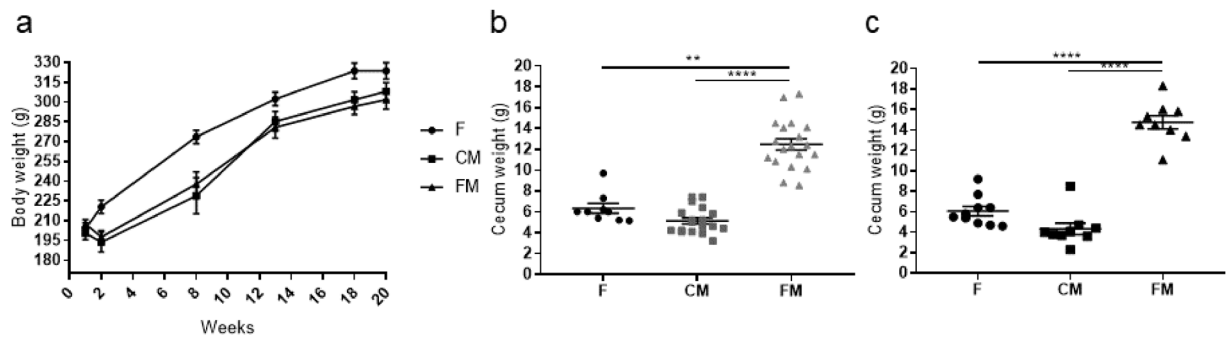 a
Body weight (g)
330
315
300
285
270
255
240
225
210
195
180
0 2 4 6 8 10 12 14 16 18 20
Weeks
F
CM
FM
b
Cecum weight (g)
20
18
16
14
12
10
8
6
4
2
0
**
****
F CM FM
c
Cecum weight (g)
20
18
16
14
12
10
8
6
4
2
0
****
****
F CM FM